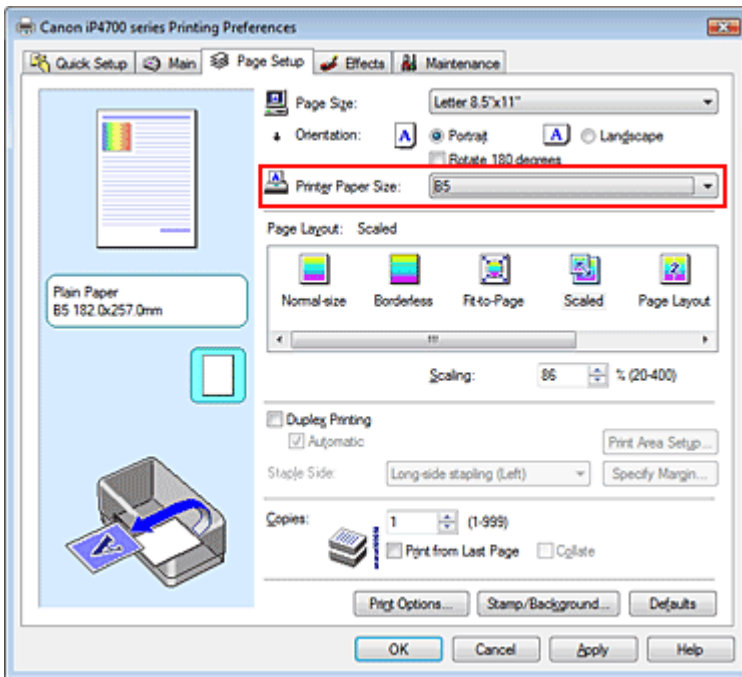 Canon iP4700 series Printing Preferences
Quick Setup Main Page Setup Effects Maintenance
Page Size: Letter 8.5"x11"
Orientation: A Portrait A Landscape
Rotate 180 degrees
Printer Paper Size: B5
Page Layout: Scaled
Normal-size Borderless Fit-to-Page Scaled Page Layout
Plain Paper
B5 182.0x257.0mm
Scaling: 86 % (20-400)
Duplex Printing
Automatic Print Area Setup...
Staple Side: Long-side stapling (Left) Specify Margin...
Copies: 1 (1-999)
Print from Last Page Collate
Print Options... Stamp/Background... Defaults
OK Cancel Apply Help